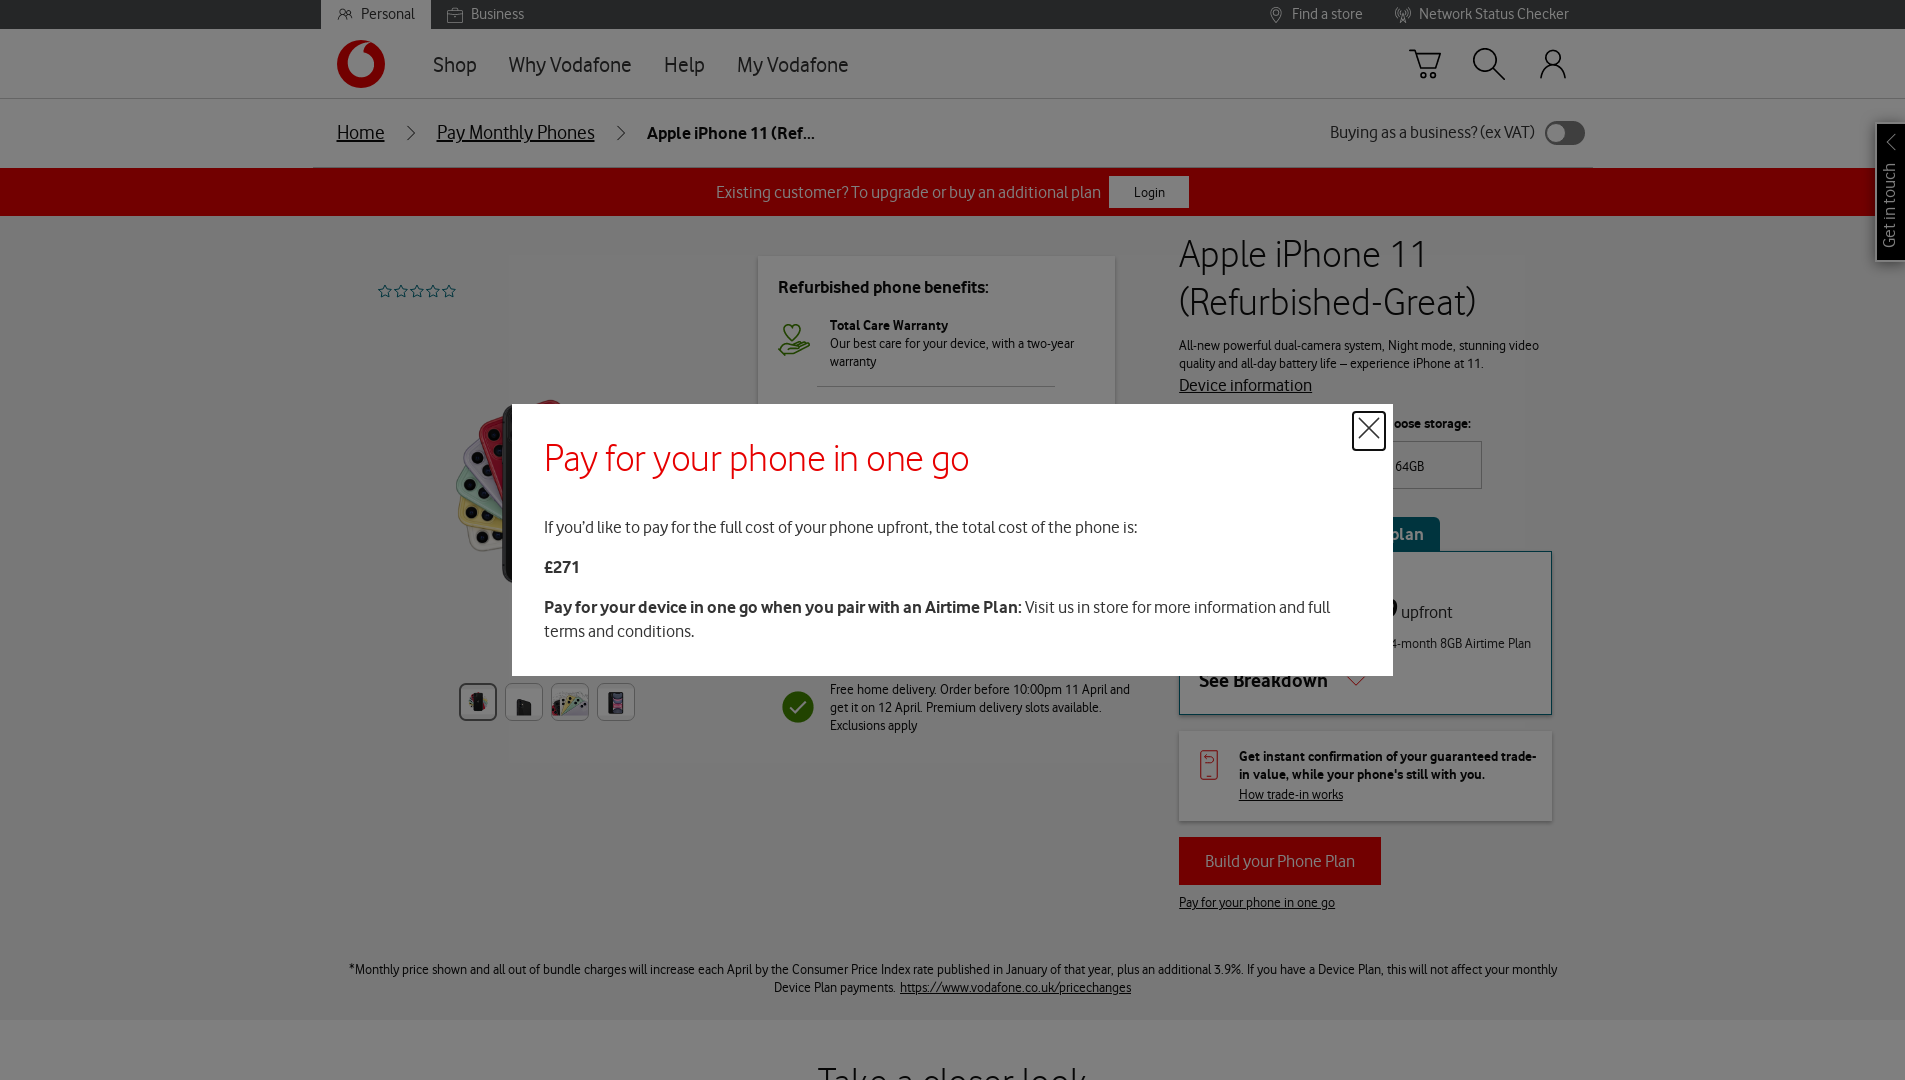 Personal
Business
Find a store
Network Status Checker
Shop
Why Vodafone
Help
My Vodafone
Home
Pay Monthly Phones
Apple iPhone 11 (Ref...
Buying as a business? (ex VAT)
Get in touch
Existing customer? To upgrade or buy an additional plan
Login
Refurbished phone benefits:
Total Care Warranty
Our best care for your device, with a two-year
warranty
Apple iPhone 11
(Refurbished-Great)
All-new powerful dual-camera system, Night mode, stunning video
quality and all-day battery life – experience iPhone at 11.
Device information
storage:
64GB
plan
upfront
8GB Airtime Plan
See Breakdown
Pay for your phone in one go
If you’d like to pay for the full cost of your phone upfront, the total cost of the phone is:
£271
Pay for your device in one go when you pair with an Airtime Plan: Visit us in store for more information and full
terms and conditions.
Free home delivery. Order before 10:00pm 11 April and
get it on 12 April. Premium delivery slots available.
Exclusions apply
Get instant confirmation of your guaranteed trade-
in value, while your phone's still with you.
How trade-in works
Build your Phone Plan
Pay for your phone in one go
*Monthly price shown and all out of bundle charges will increase each April by the Consumer Price Index rate published in January of that year, plus an additional 3.9%. If you have a Device Plan, this will not affect your monthly
Device Plan payments. https://www.vodafone.co.uk/pricechanges
Take a closer look